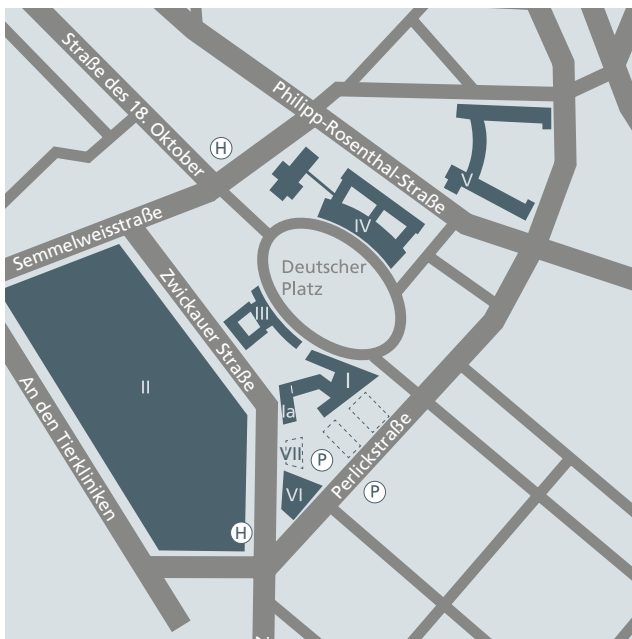 Straße des 18. Oktober
Philipp-Rosenthal-Straße
H
V
Semmelweisstraße
IV
Deutscher
Platz
Zwickauer Straße
III
II
I
Ia
An den Tierkliniken
Perlickstraße
VII
P
P
VI
H